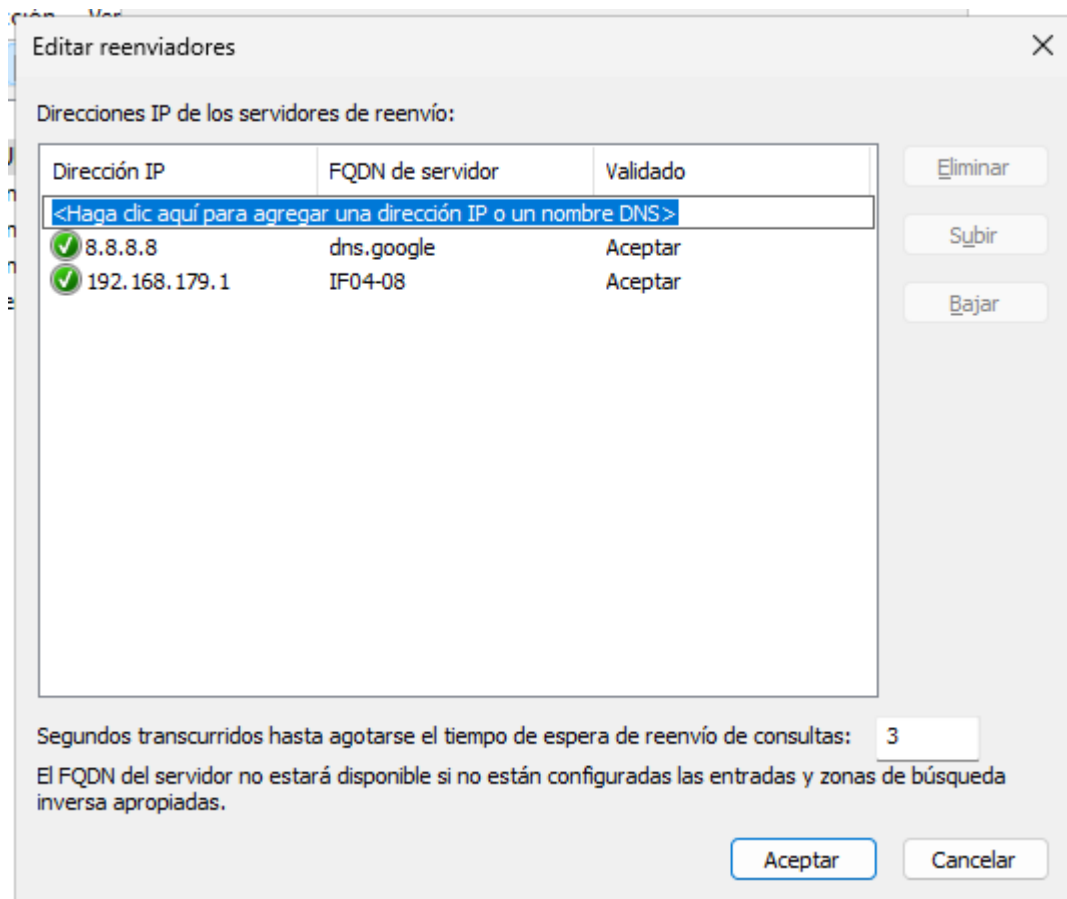 Editar reenviadores
Direcciones IP de los servidores de reenvío:
Dirección IP FQDN de servidor Validado
<Haga clic aquí para agregar una dirección IP o un nombre DNS>
8.8.8.8 dns.google Aceptar
192.168.179.1 IF04-08 Aceptar
Eliminar
Subir
Bajar
Segundos transcurridos hasta agotarse el tiempo de espera de reenvío de consultas: 3
El FQDN del servidor no estará disponible si no están configuradas las entradas y zonas de búsqueda
inversa apropiadas.
Aceptar Cancelar